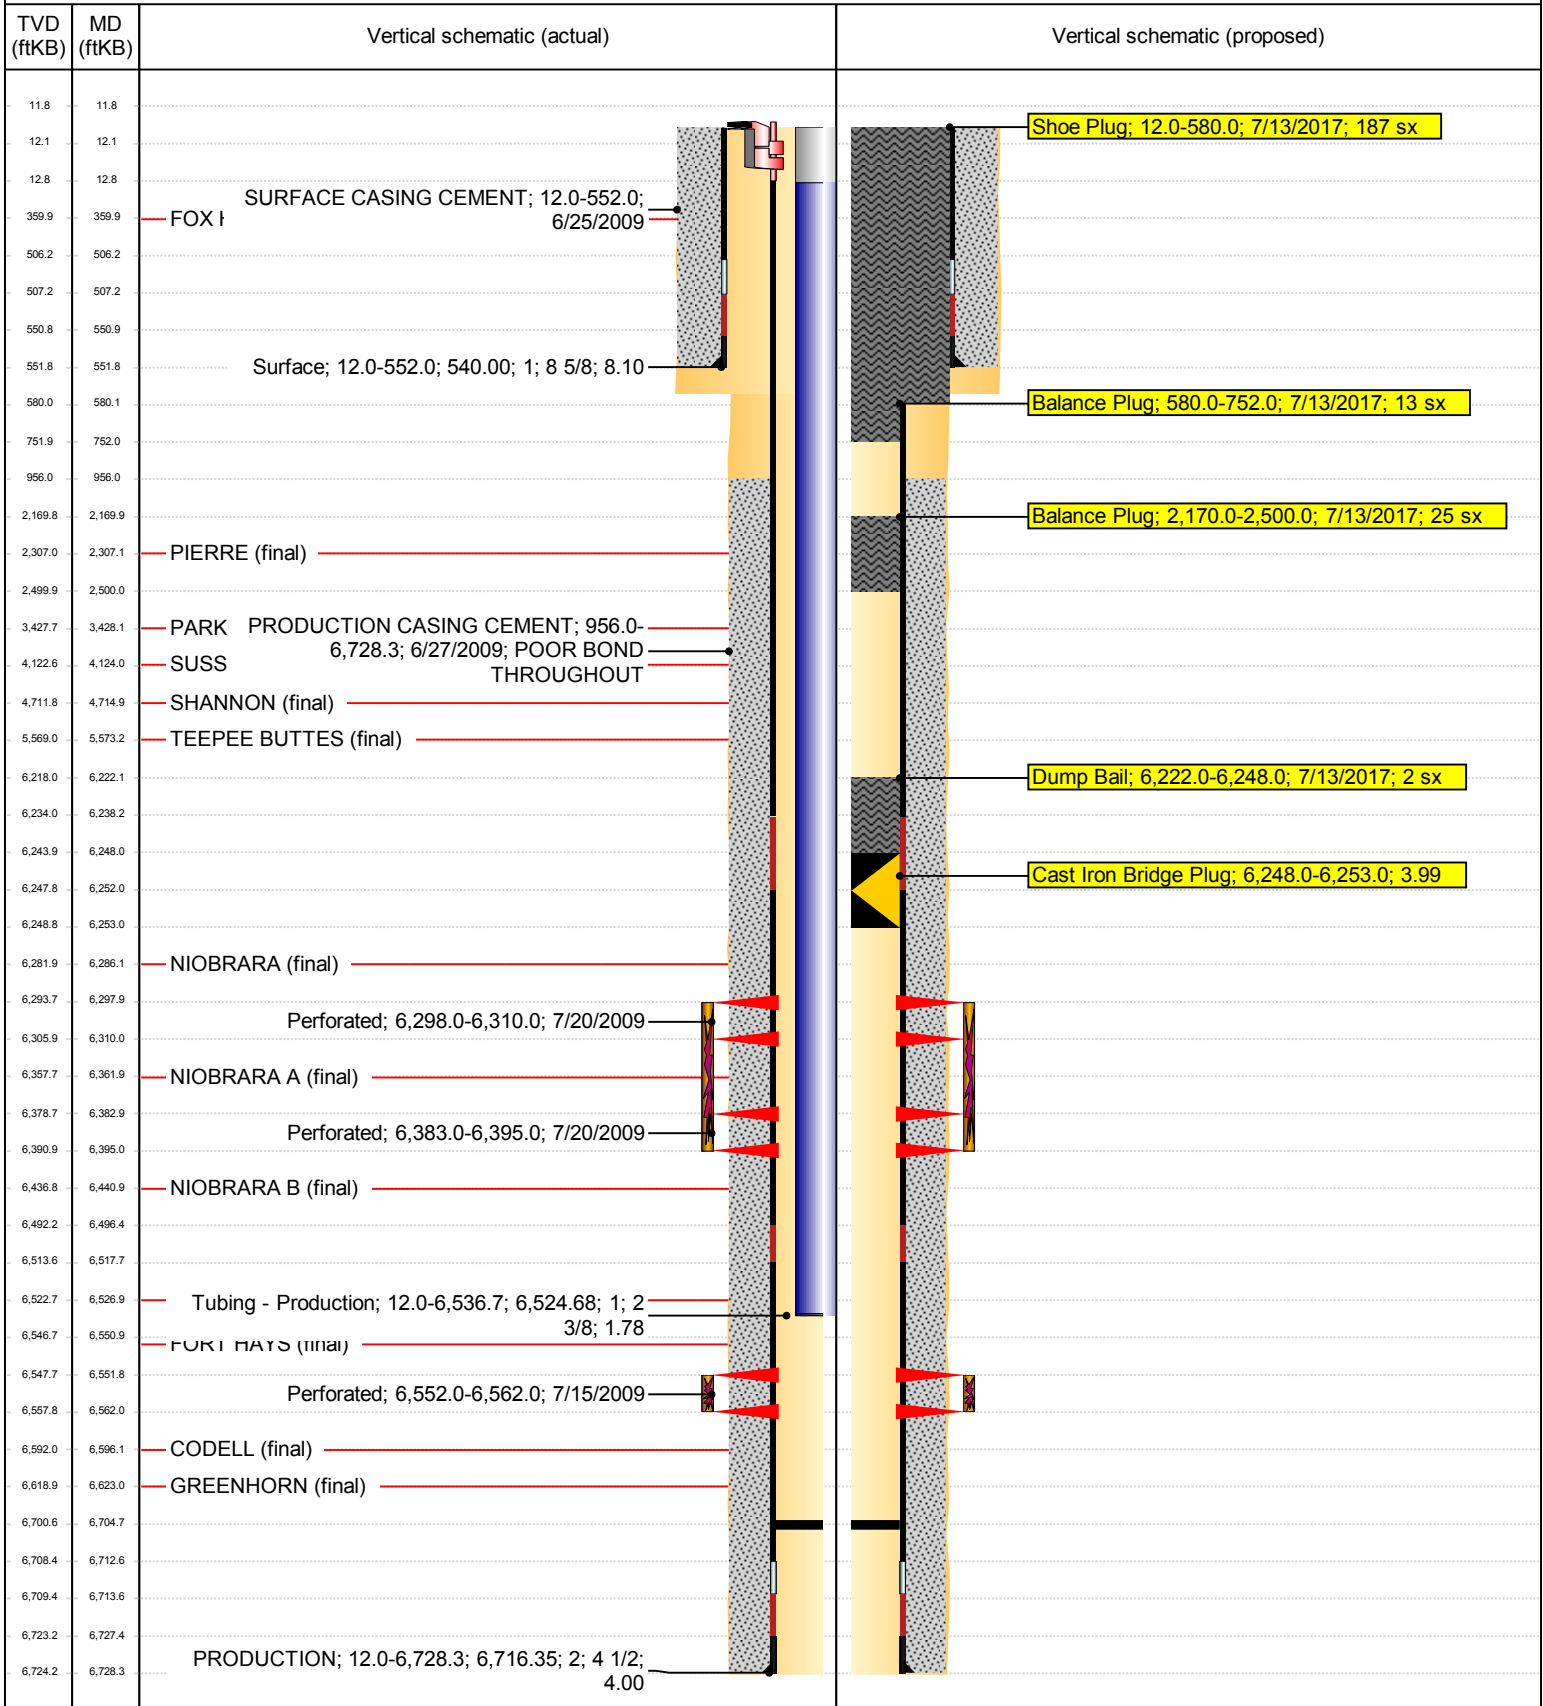 TVD (ftKB)
MD (ftKB)
Vertical schematic (actual)
Vertical schematic (proposed)
11.8 11.8
12.1 12.1
Shoe Plug; 12.0-580.0; 7/13/2017; 187 sx
12.8 12.8
SURFACE CASING CEMENT; 12.0-552.0;
6/25/2009
359.9 359.9
FOX
506.2 506.2
507.2 507.2
550.8 550.9
551.8 551.8
Surface; 12.0-552.0; 540.00; 1; 8 5/8; 8.10
580.0 580.1
Balance Plug; 580.0-752.0; 7/13/2017; 13 sx
751.9 752.0
956.0 956.0
2,169.8 2,169.9
Balance Plug; 2,170.0-2,500.0; 7/13/2017; 25 sx
2,307.0 2,307.1
PIERRE (final)
2,499.9 2,500.0
3,427.7 3,428.1
PARK
PRODUCTION CASING CEMENT; 956.0-
6,728.3; 6/27/2009; POOR BOND
THROUGHOUT
4,122.6 4,124.0
SUSS
4,711.8 4,714.9
SHANNON (final)
5,569.0 5,573.2
TEEPEE BUTTES (final)
6,218.0 6,222.1
Dump Bail; 6,222.0-6,248.0; 7/13/2017; 2 sx
6,234.0 6,238.2
6,243.9 6,248.0
6,247.8 6,252.0
Cast Iron Bridge Plug; 6,248.0-6,253.0; 3.99
6,248.8 6,253.0
6,281.9 6,286.1
NIOBRARA (final)
6,293.7 6,297.9
Perforated; 6,298.0-6,310.0; 7/20/2009
6,305.9 6,310.0
6,357.7 6,361.9
NIOBRARA A (final)
6,378.7 6,382.9
Perforated; 6,383.0-6,395.0; 7/20/2009
6,390.9 6,395.0
6,436.8 6,440.9
NIOBRARA B (final)
6,492.2 6,496.4
6,513.6 6,517.7
6,522.7 6,526.9
Tubing - Production; 12.0-6,536.7; 6,524.68; 1; 2
3/8; 1.78
6,546.7 6,550.9
FORT HAYS (final)
6,547.7 6,551.8
Perforated; 6,552.0-6,562.0; 7/15/2009
6,557.8 6,562.0
6,592.0 6,596.1
CODELL (final)
6,618.9 6,623.0
GREENHORN (final)
6,700.6 6,704.7
6,708.4 6,712.6
6,709.4 6,713.6
6,723.2 6,727.4
6,724.2 6,728.3
PRODUCTION; 12.0-6,728.3; 6,716.35; 2; 4 1/2;
4.00